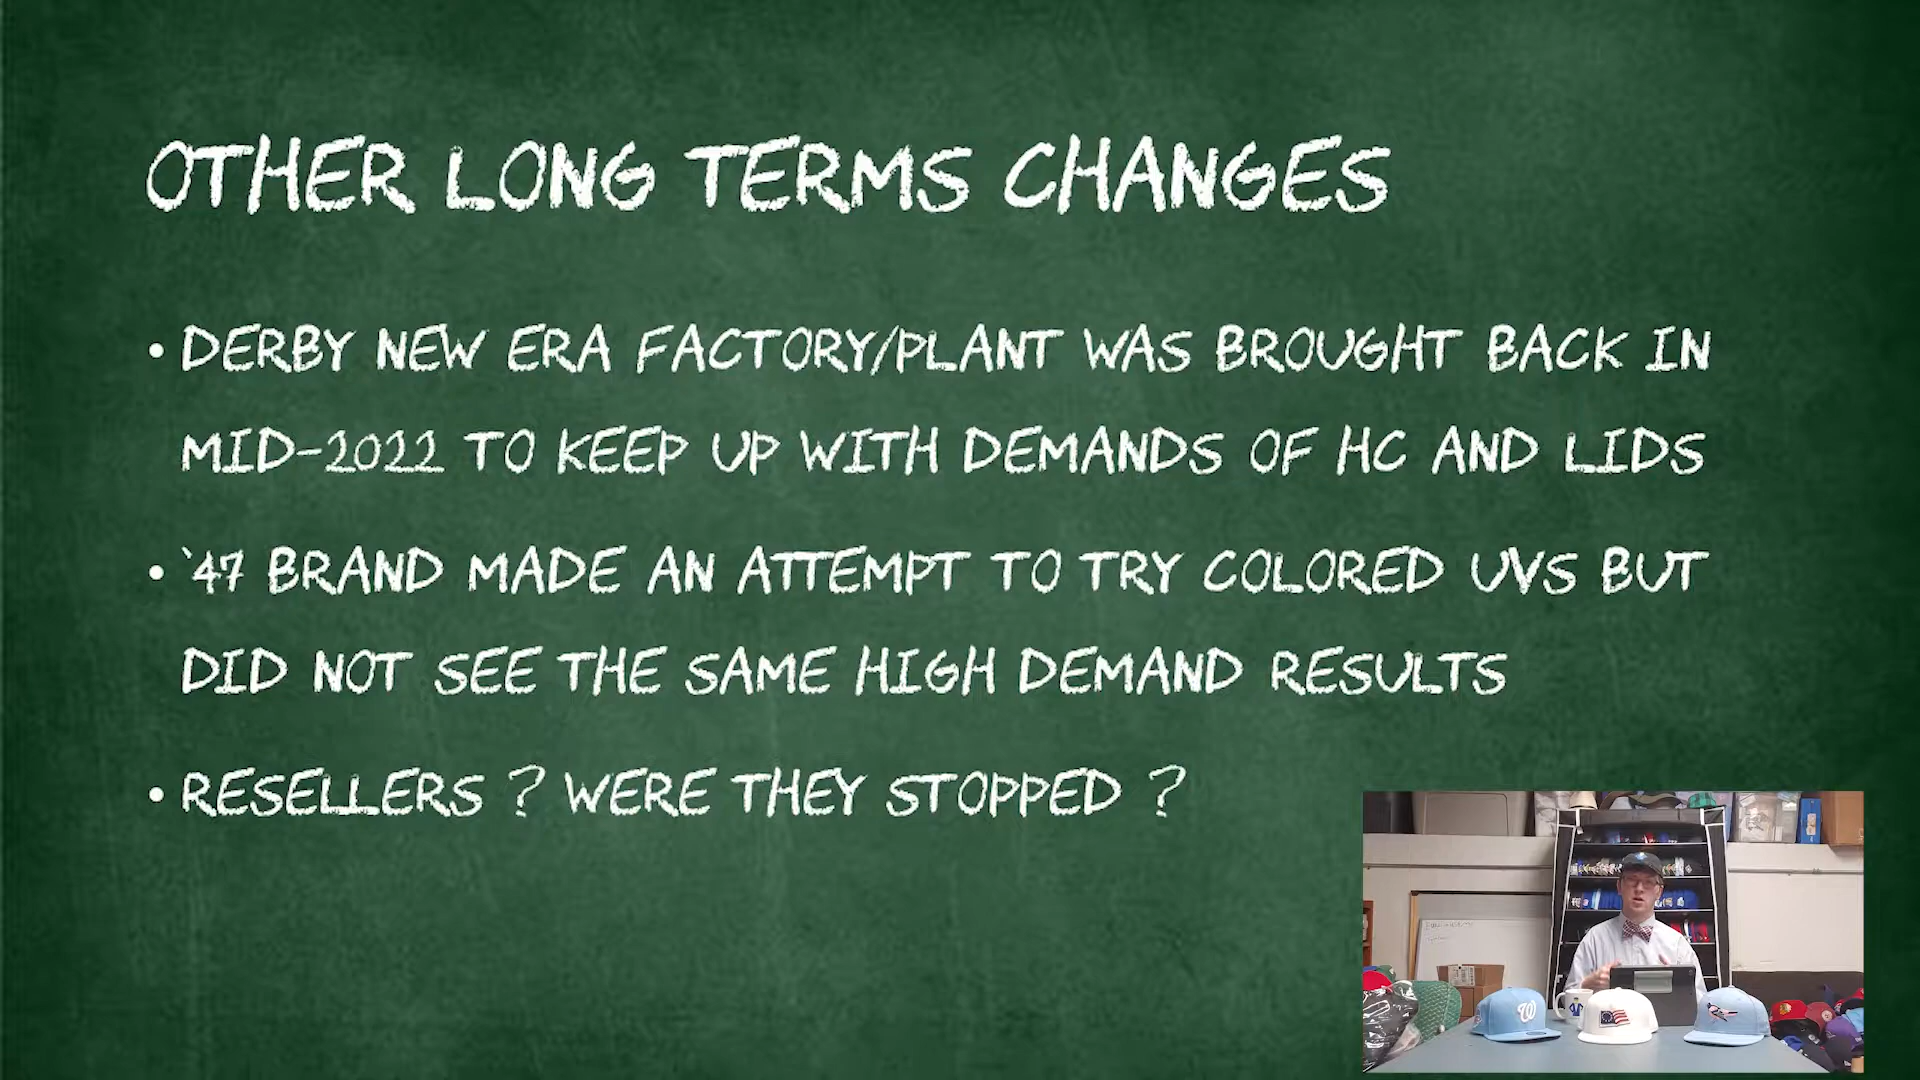 OTHER LONG TERMS CHANGES
• DERBY NEW ERA FACTORY/PLANT WAS BROUGHT BACK IN
MID-2022 TO KEEP UP WITH DEMANDS OF HC AND LIDS
• `47 BRAND MADE AN ATTEMPT TO TRY COLORED UVS BUT
DID NOT SEE THE SAME HIGH DEMAND RESULTS
• RESELLERS ? WERE THEY STOPPED ?
W